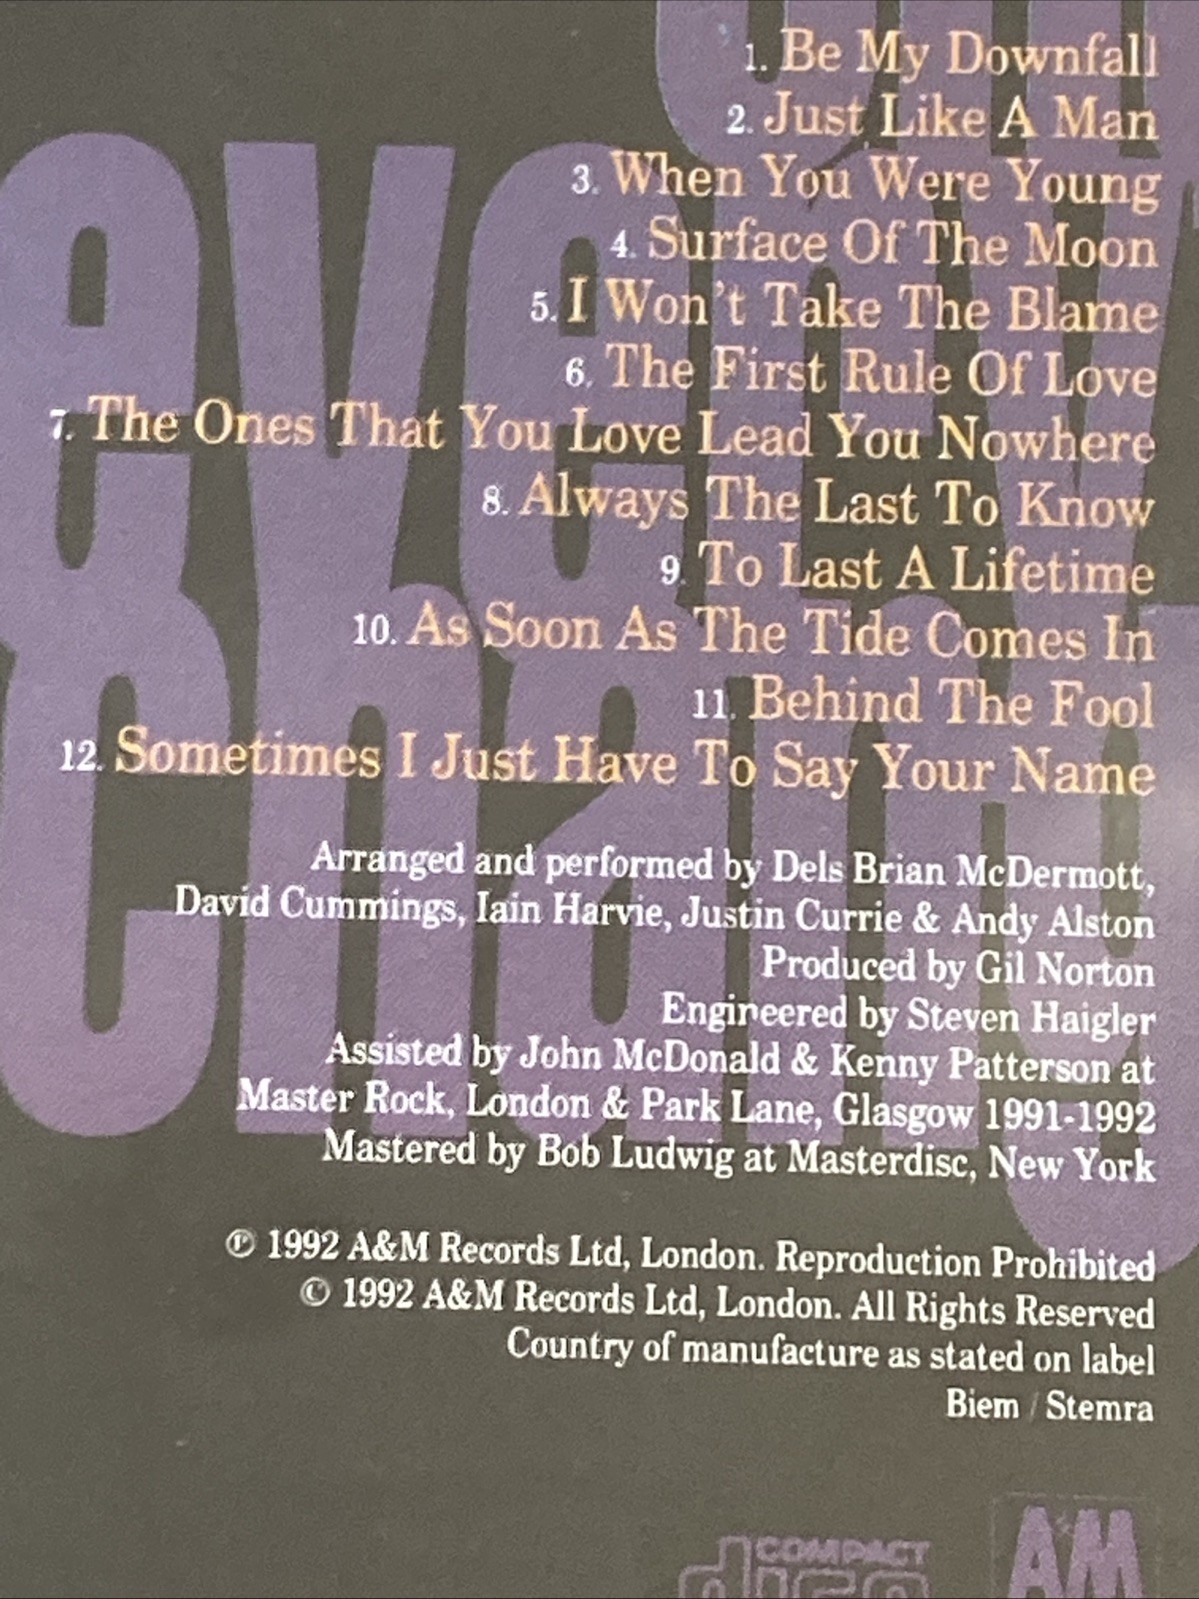 1. Be My Downfall
2. Just Like A Man
3. When You Were Young
4. Surface Of The Moon
5. I Won't Take The Blame
6. The First Rule Of Love
7. The Ones That You Love Lead You Nowhere
8. Always The Last To Know
9. To Last A Lifetime
10. As Soon As The Tide Comes In
11. Behind The Fool
12. Sometimes I Just Have To Say Your Name
Arranged and performed by Dels Brian McDermott,
David Cummings, Iain Harvie, Justin Currie & Andy Alston
Produced by Gil Norton
Engineered by Steven Haigler
Assisted by John McDonald & Kenny Patterson at
Master Rock, London & Park Lane, Glasgow 1991-1992
Mastered by Bob Ludwig at Masterdisc, New York
℗ 1992 A&M Records Ltd, London. Reproduction Prohibited
© 1992 A&M Records Ltd, London. All Rights Reserved
Country of manufacture as stated on label
Biem / Stemra
COMPACT
disc
A&M